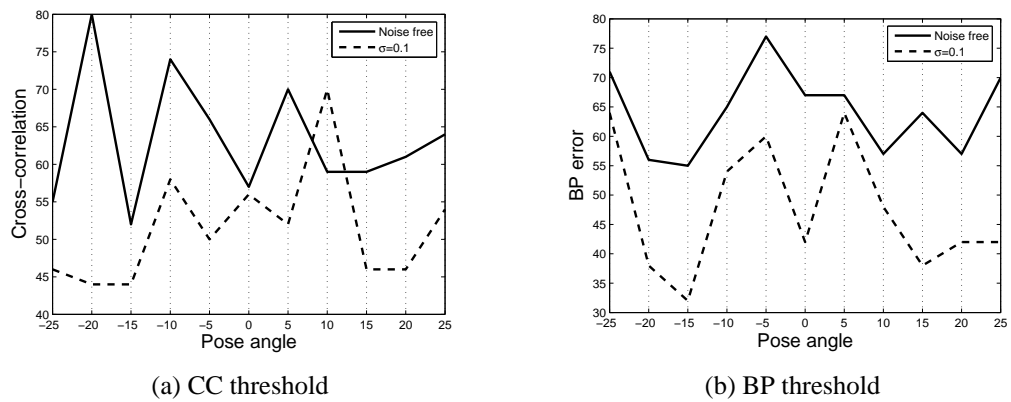 80
75
70
65
60
55
50
45
40
Cross−correlation
Noise free
σ=0.1
−25 −20 −15 −10 −5 0 5 10 15 20 25
Pose angle
(a) CC threshold
80
75
70
65
60
55
50
45
40
35
30
BP error
Noise free
σ=0.1
−25 −20 −15 −10 −5 0 5 10 15 20 25
Pose angle
(b) BP threshold